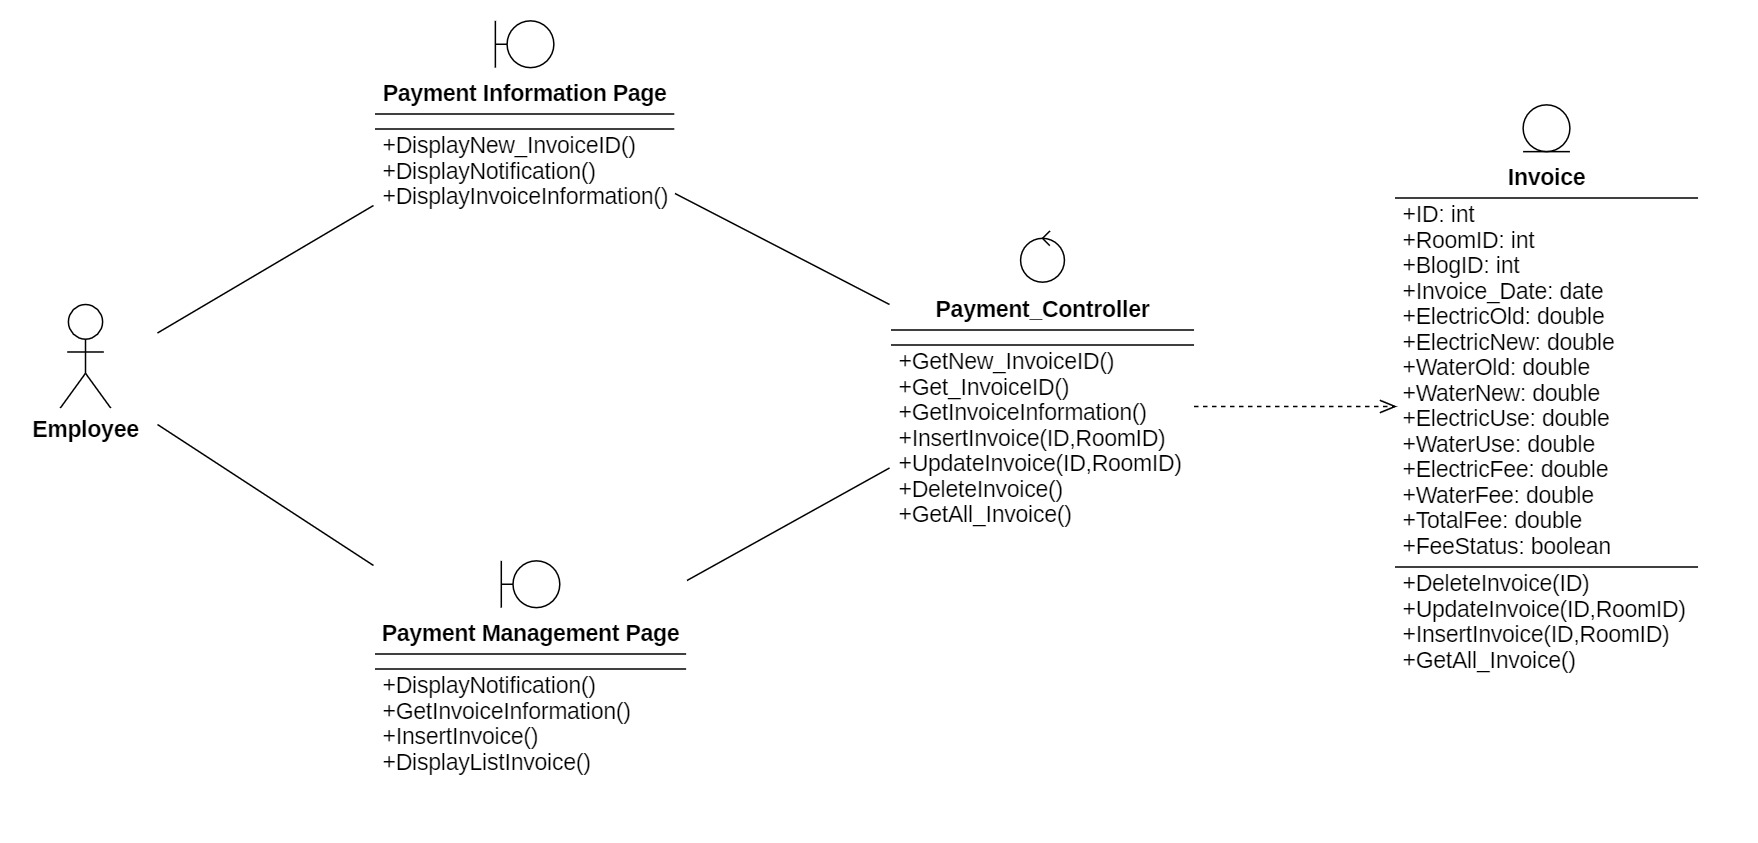 Payment Information Page
+DisplayNew_InvoiceID()
+DisplayNotification()
+DisplayInvoiceInformation()
Employee
Payment Management Page
+DisplayNotification()
+GetInvoiceInformation()
+InsertInvoice()
+DisplayListInvoice()
Payment_Controller
+GetNew_InvoiceID()
+Get_InvoiceID()
+GetInvoiceInformation()
+InsertInvoice(ID,RoomID)
+UpdateInvoice(ID,RoomID)
+DeleteInvoice()
+GetAll_Invoice()
Invoice
+ID: int
+RoomID: int
+BlogID: int
+Invoice_Date: date
+ElectricOld: double
+ElectricNew: double
+WaterOld: double
+WaterNew: double
+ElectricUse: double
+WaterUse: double
+ElectricFee: double
+WaterFee: double
+TotalFee: double
+FeeStatus: boolean
+DeleteInvoice(ID)
+UpdateInvoice(ID,RoomID)
+InsertInvoice(ID,RoomID)
+GetAll_Invoice()